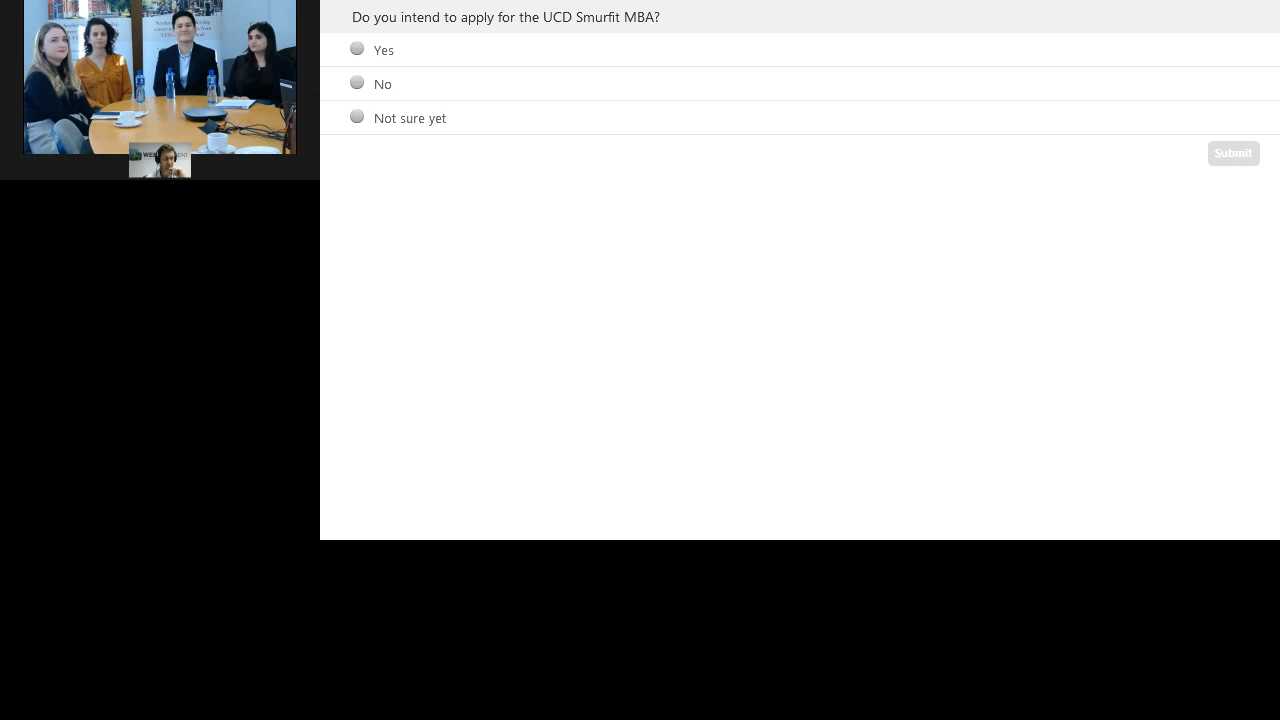 Do you intend to apply for the UCD Smurfit MBA?
Yes
No
Not sure yet
Submit